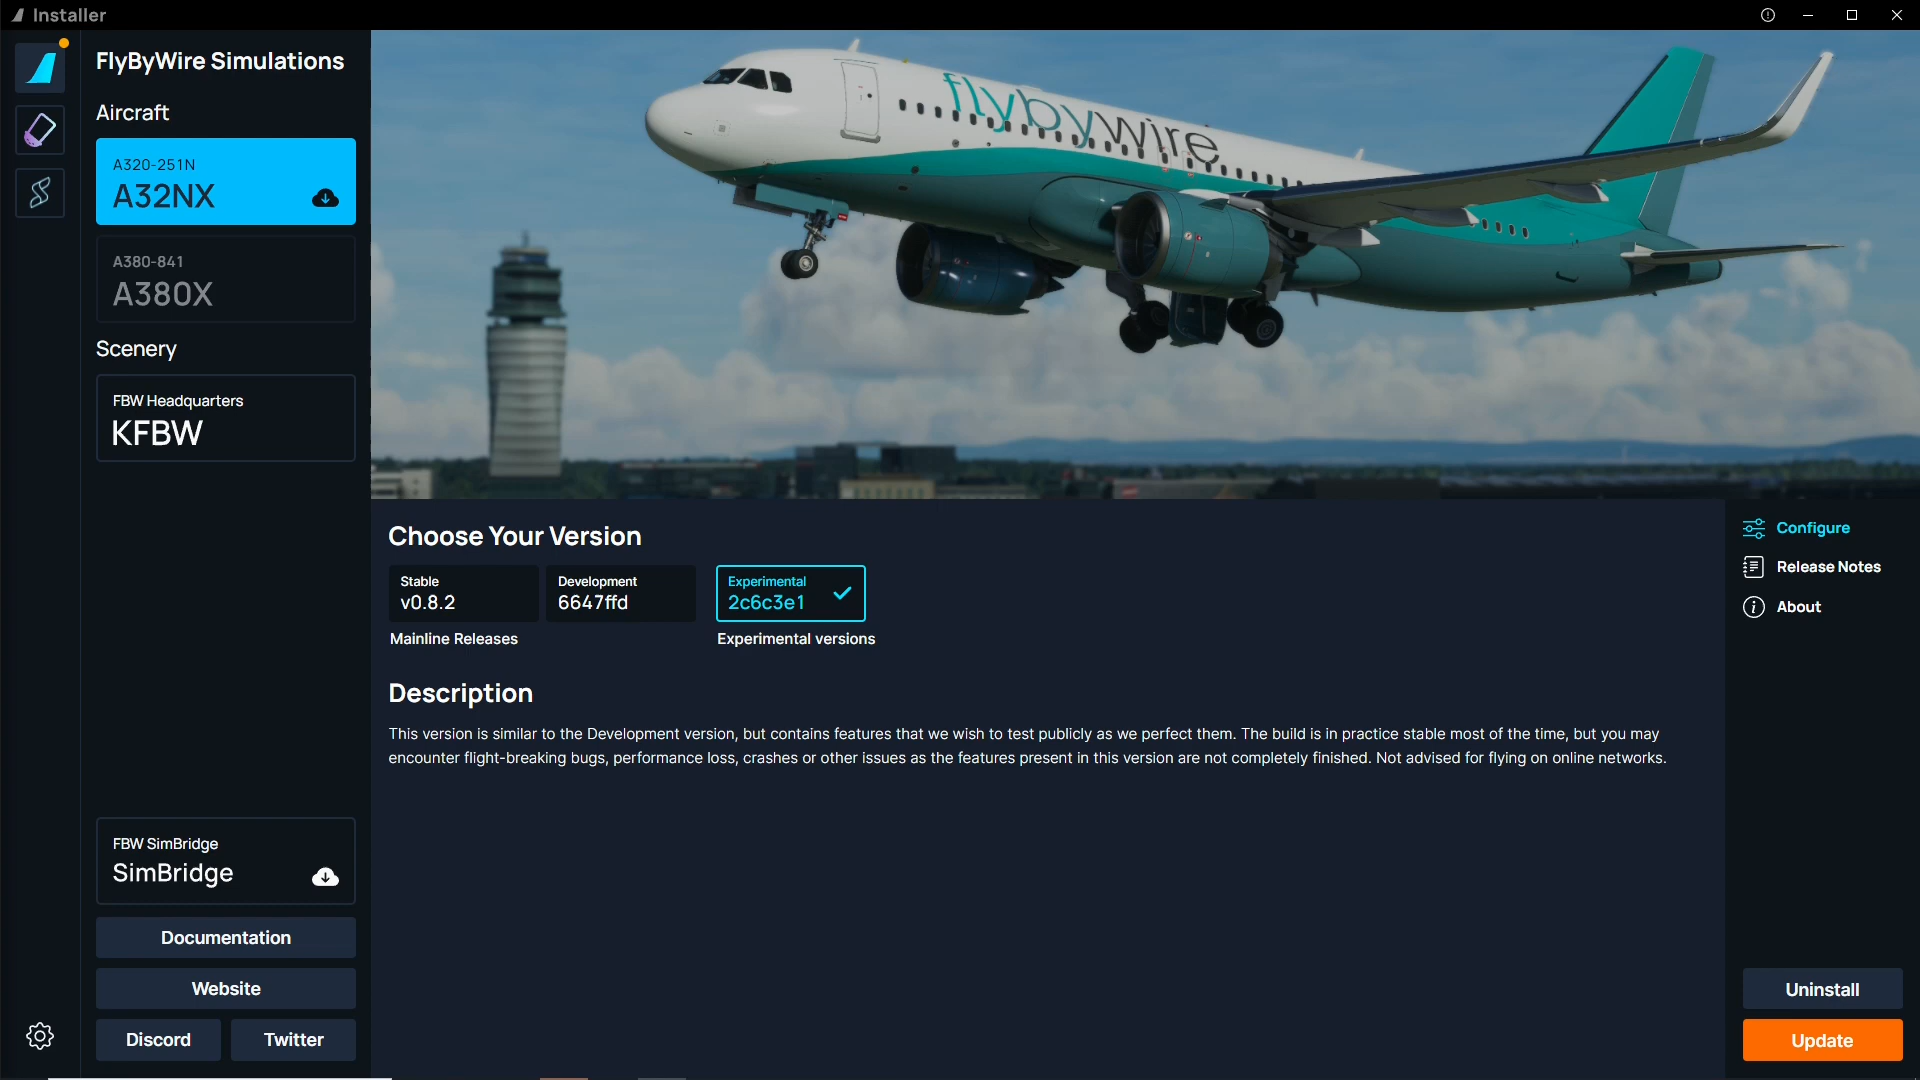 Installer
FlyByWire Simulations
Aircraft
A320-251N
A32NX
A380-841
A380X
Scenery
FBW Headquarters
KFBW
FBW SimBridge
SimBridge
Documentation
Website
Discord
Twitter
flybywire
Choose Your Version
Stable
v0.8.2
Development
6647ffd
Experimental
2c6c3e1
Mainline Releases
Experimental versions
Description
This version is similar to the Development version, but contains features that we wish to test publicly as we perfect them. The build is in practice stable most of the time, but you may
encounter flight-breaking bugs, performance loss, crashes or other issues as the features present in this version are not completely finished. Not advised for flying on online networks.
Configure
Release Notes
About
Uninstall
Update